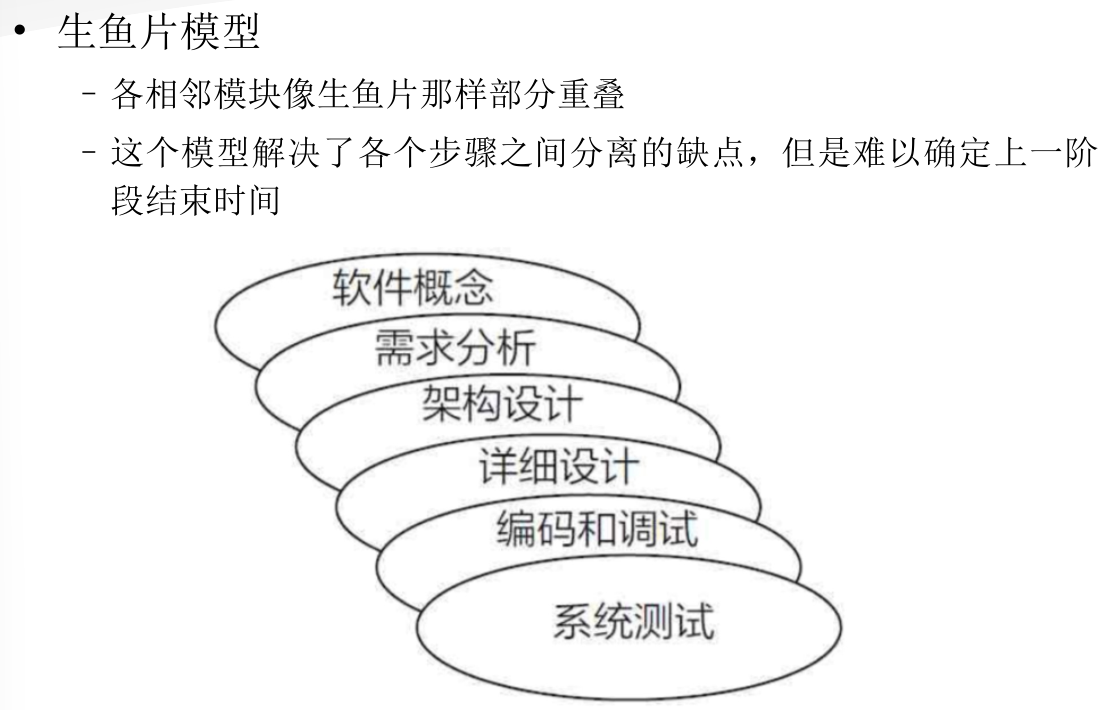 • 生鱼片模型
– 各相邻模块像生鱼片那样部分重叠
– 这个模型解决了各个步骤之间分离的缺点，但是难以确定上一阶
段结束时间
软件概念
需求分析
架构设计
详细设计
编码和调试
系统测试